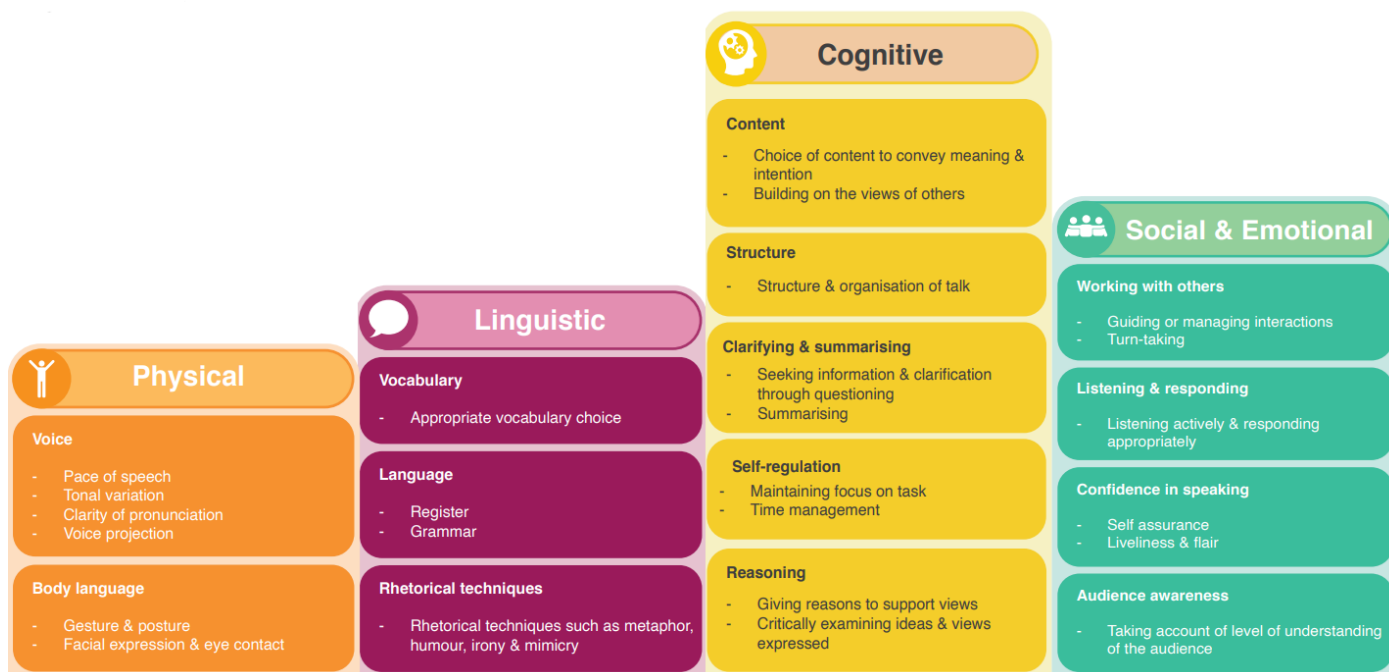 Physical
Voice
- Pace of speech
- Tonal variation
- Clarity of pronunciation
- Voice projection
Body language
- Gesture & posture
- Facial expression & eye contact
Linguistic
Vocabulary
- Appropriate vocabulary choice
Language
- Register
- Grammar
Rhetorical techniques
- Rhetorical techniques such as metaphor,
humour, irony & mimicry
Cognitive
Content
- Choice of content to convey meaning &
intention
- Building on the views of others
Structure
- Structure & organisation of talk
Clarifying & summarising
- Seeking information & clarification
through questioning
- Summarising
Self-regulation
- Maintaining focus on task
- Time management
Reasoning
- Giving reasons to support views
- Critically examining ideas & views
expressed
Social & Emotional
Working with others
- Guiding or managing interactions
- Turn-taking
Listening & responding
- Listening actively & responding
appropriately
Confidence in speaking
- Self assurance
- Liveliness & flair
Audience awareness
- Taking account of level of understanding
of the audience